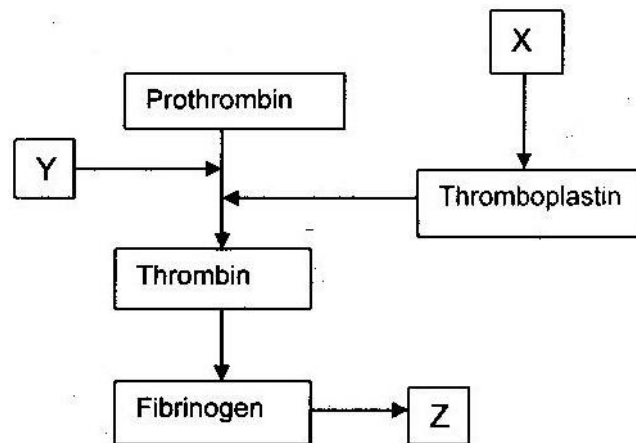 X
Prothrombin
Y
Thromboplastin
Thrombin
Fibrinogen
Z